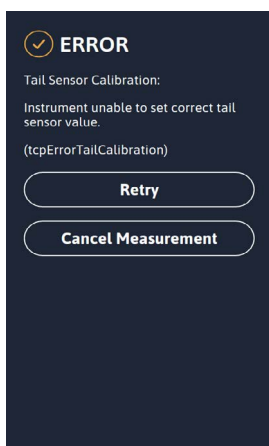 ERROR
Tail Sensor Calibration:
Instrument unable to set correct tail
sensor value.
(tcpErrorTailCalibration)
Retry
Cancel Measurement